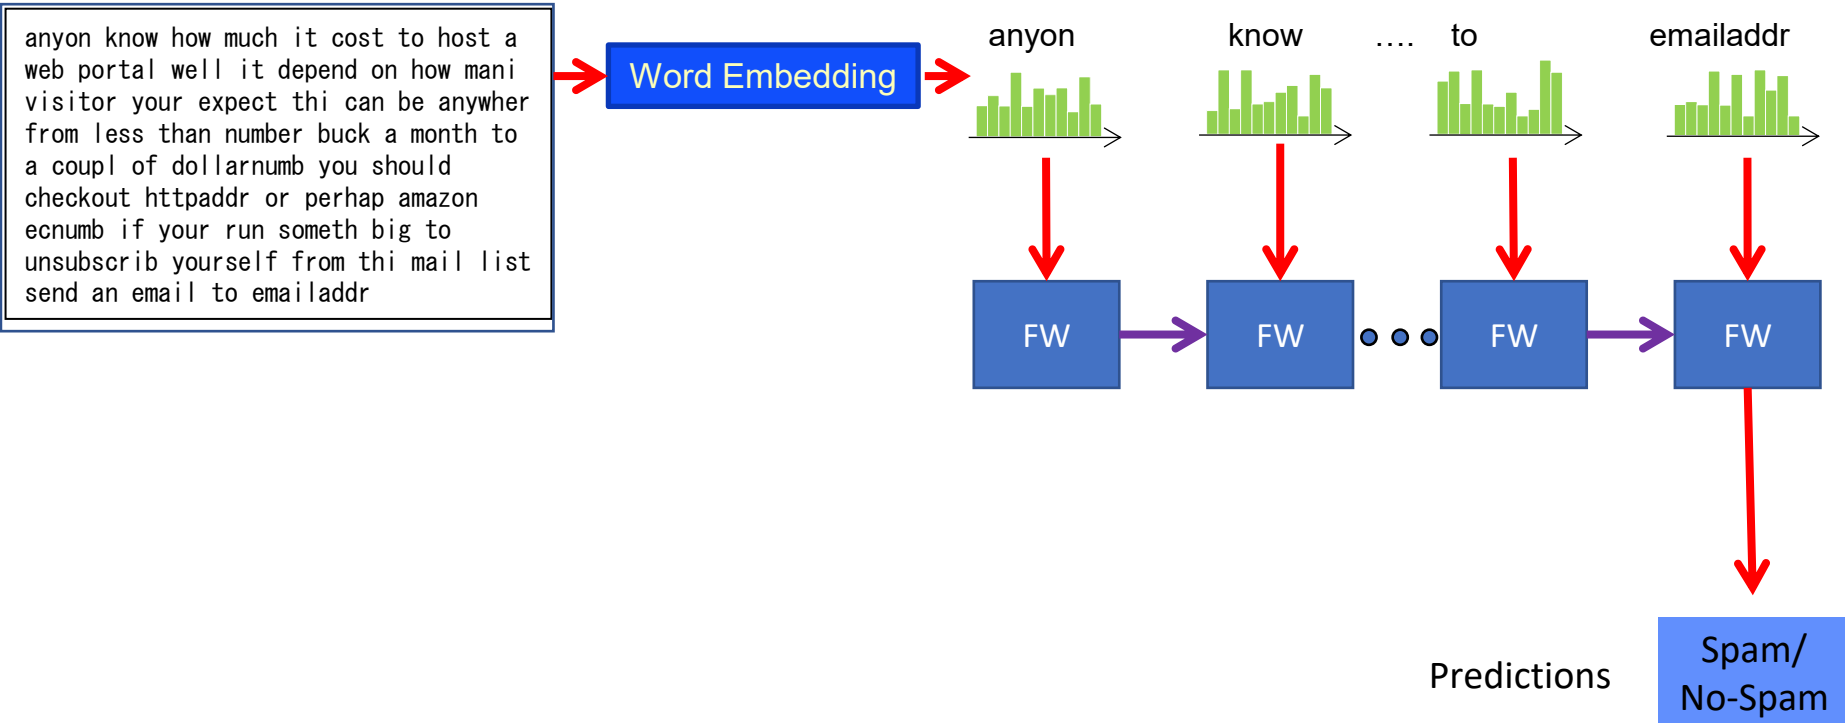 anyon know how much it cost to host a
web portal well it depend on how mani
visitor your expect thi can be anywher
from less than number buck a month to
a coupl of dollarnumb you should
checkout httpaddr or perhap amazon
ecnumb if your run someth big to
unsubscrib yourself from thi mail list
send an email to emailaddr
Word Embedding
anyon know .... to emailaddr
FW FW FW FW
Predictions
Spam/
No-Spam